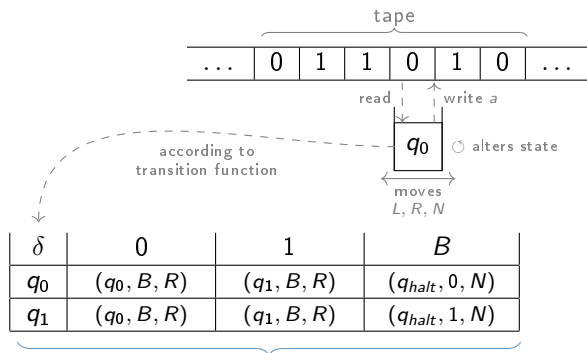 tape
... 0 1 1 0 1 0 ...
read write a
q0 alters state
according to
transition function
moves
L, R, N
δ 0 1 B
q0 (q0, B, R) (q1, B, R) (qhalt, 0, N)
q1 (q0, B, R) (q1, B, R) (qhalt, 1, N)